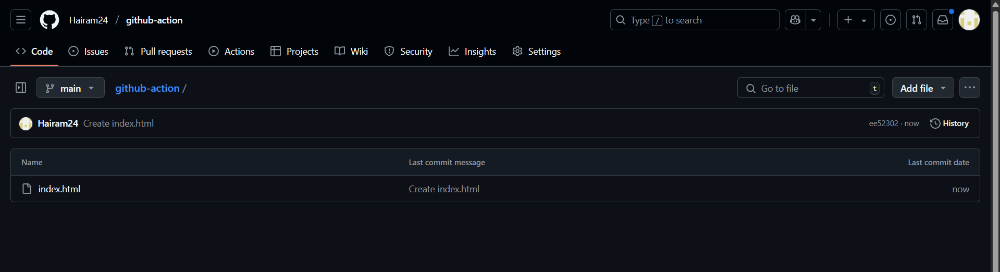 Hairam24 / github-action
Type / to search
Code Issues Pull requests Actions Projects Wiki Security Insights Settings
main github-action / Go to file t Add file
Hairam24 Create index.html ee52302 · now History
Name Last commit message Last commit date
index.html Create index.html now